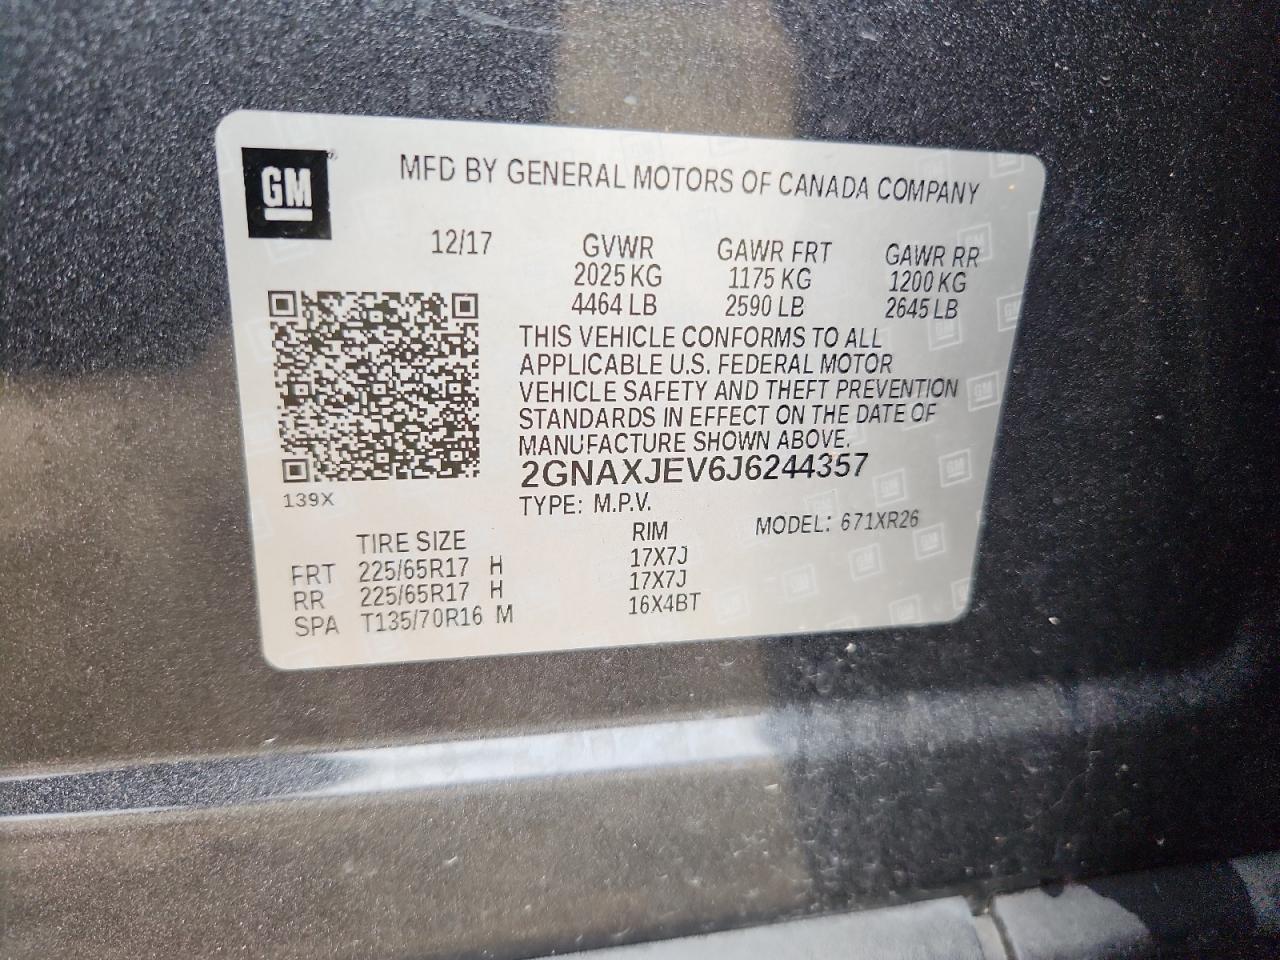 GM
MFD BY GENERAL MOTORS OF CANADA COMPANY
12/17 GVWR GAWR FRT GAWR RR
2025 KG 1175 KG 1200 KG
4464 LB 2590 LB 2645 LB
THIS VEHICLE CONFORMS TO ALL
APPLICABLE U.S. FEDERAL MOTOR
VEHICLE SAFETY AND THEFT PREVENTION
STANDARDS IN EFFECT ON THE DATE OF
MANUFACTURE SHOWN ABOVE.
2GNAXJEV6J6244357
139X
TYPE: M.P.V.
MODEL: 671XR26
TIRE SIZE RIM
FRT 225/65R17 H 17X7J
RR 225/65R17 H 17X7J
SPA T135/70R16 M 16X4BT